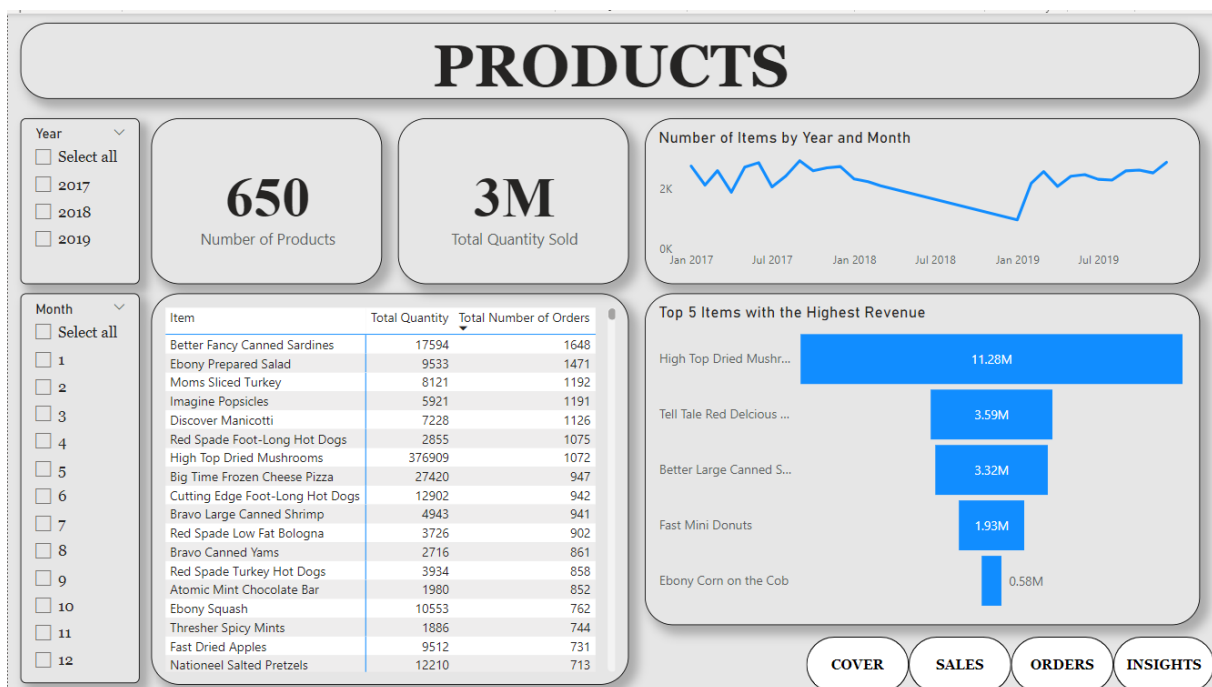 PRODUCTS
Year
Select all
2017
2018
2019
650
Number of Products
3M
Total Quantity Sold
Number of Items by Year and Month
2K
0K
Jan 2017 Jul 2017 Jan 2018 Jul 2018 Jan 2019 Jul 2019
Month
Select all
1
2
3
4
5
6
7
8
9
10
11
12
Item Total Quantity Total Number of Orders
Better Fancy Canned Sardines 17594 1648
Ebony Prepared Salad 9533 1471
Moms Sliced Turkey 8121 1192
Imagine Popsicles 5921 1191
Discover Manicotti 7228 1126
Red Spade Foot-Long Hot Dogs 2855 1075
High Top Dried Mushrooms 376909 1072
Big Time Frozen Cheese Pizza 27420 947
Cutting Edge Foot-Long Hot Dogs 12902 942
Bravo Large Canned Shrimp 4943 941
Red Spade Low Fat Bologna 3726 902
Bravo Canned Yams 2716 861
Red Spade Turkey Hot Dogs 3934 858
Atomic Mint Chocolate Bar 1980 852
Ebony Squash 10553 762
Thresher Spicy Mints 1886 744
Fast Dried Apples 9512 731
Nationeel Salted Pretzels 12210 713
Top 5 Items with the Highest Revenue
High Top Dried Mushr... 11.28M
Tell Tale Red Delcious ... 3.59M
Better Large Canned S... 3.32M
Fast Mini Donuts 1.93M
Ebony Corn on the Cob 0.58M
COVER SALES ORDERS INSIGHTS